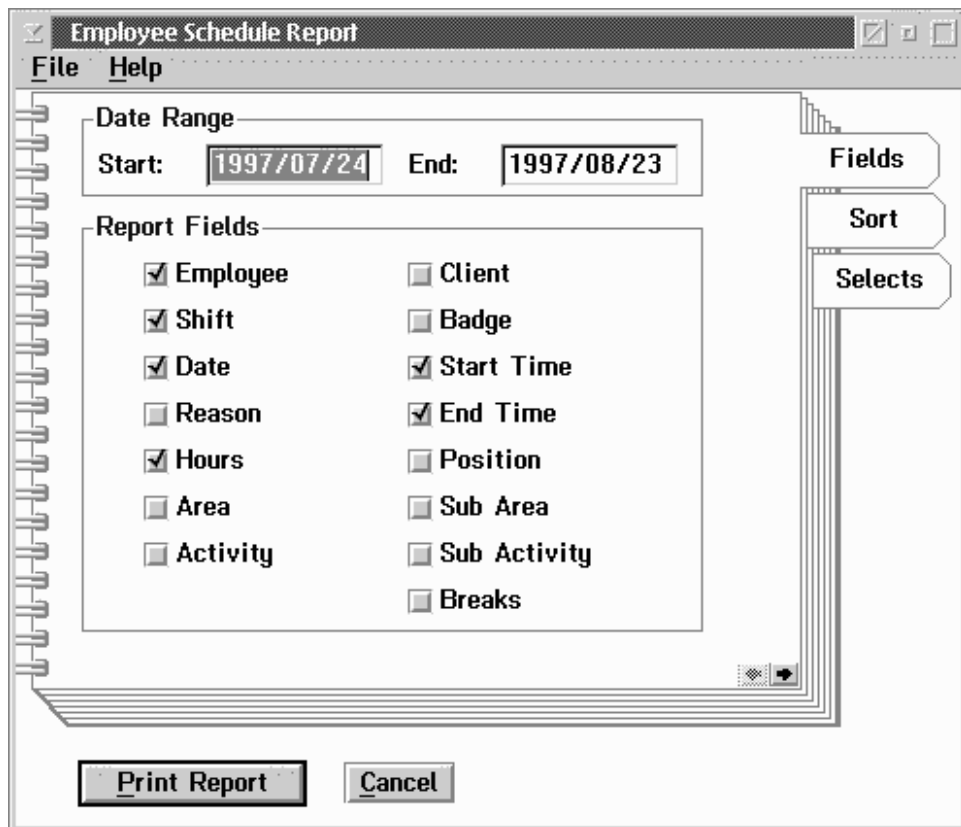 Employee Schedule Report
File Help
Date Range
Start: 1997/07/24 End: 1997/08/23
Fields
Sort
Selects
Report Fields
Employee Client
Shift Badge
Date Start Time
Reason End Time
Hours Position
Area Sub Area
Activity Sub Activity
Breaks
Print Report Cancel